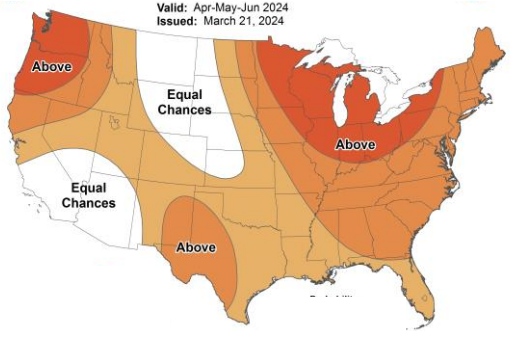 Valid: Apr-May-Jun 2024
Issued: March 21, 2024
Above
Equal
Chances
Above
Equal
Chances
Above